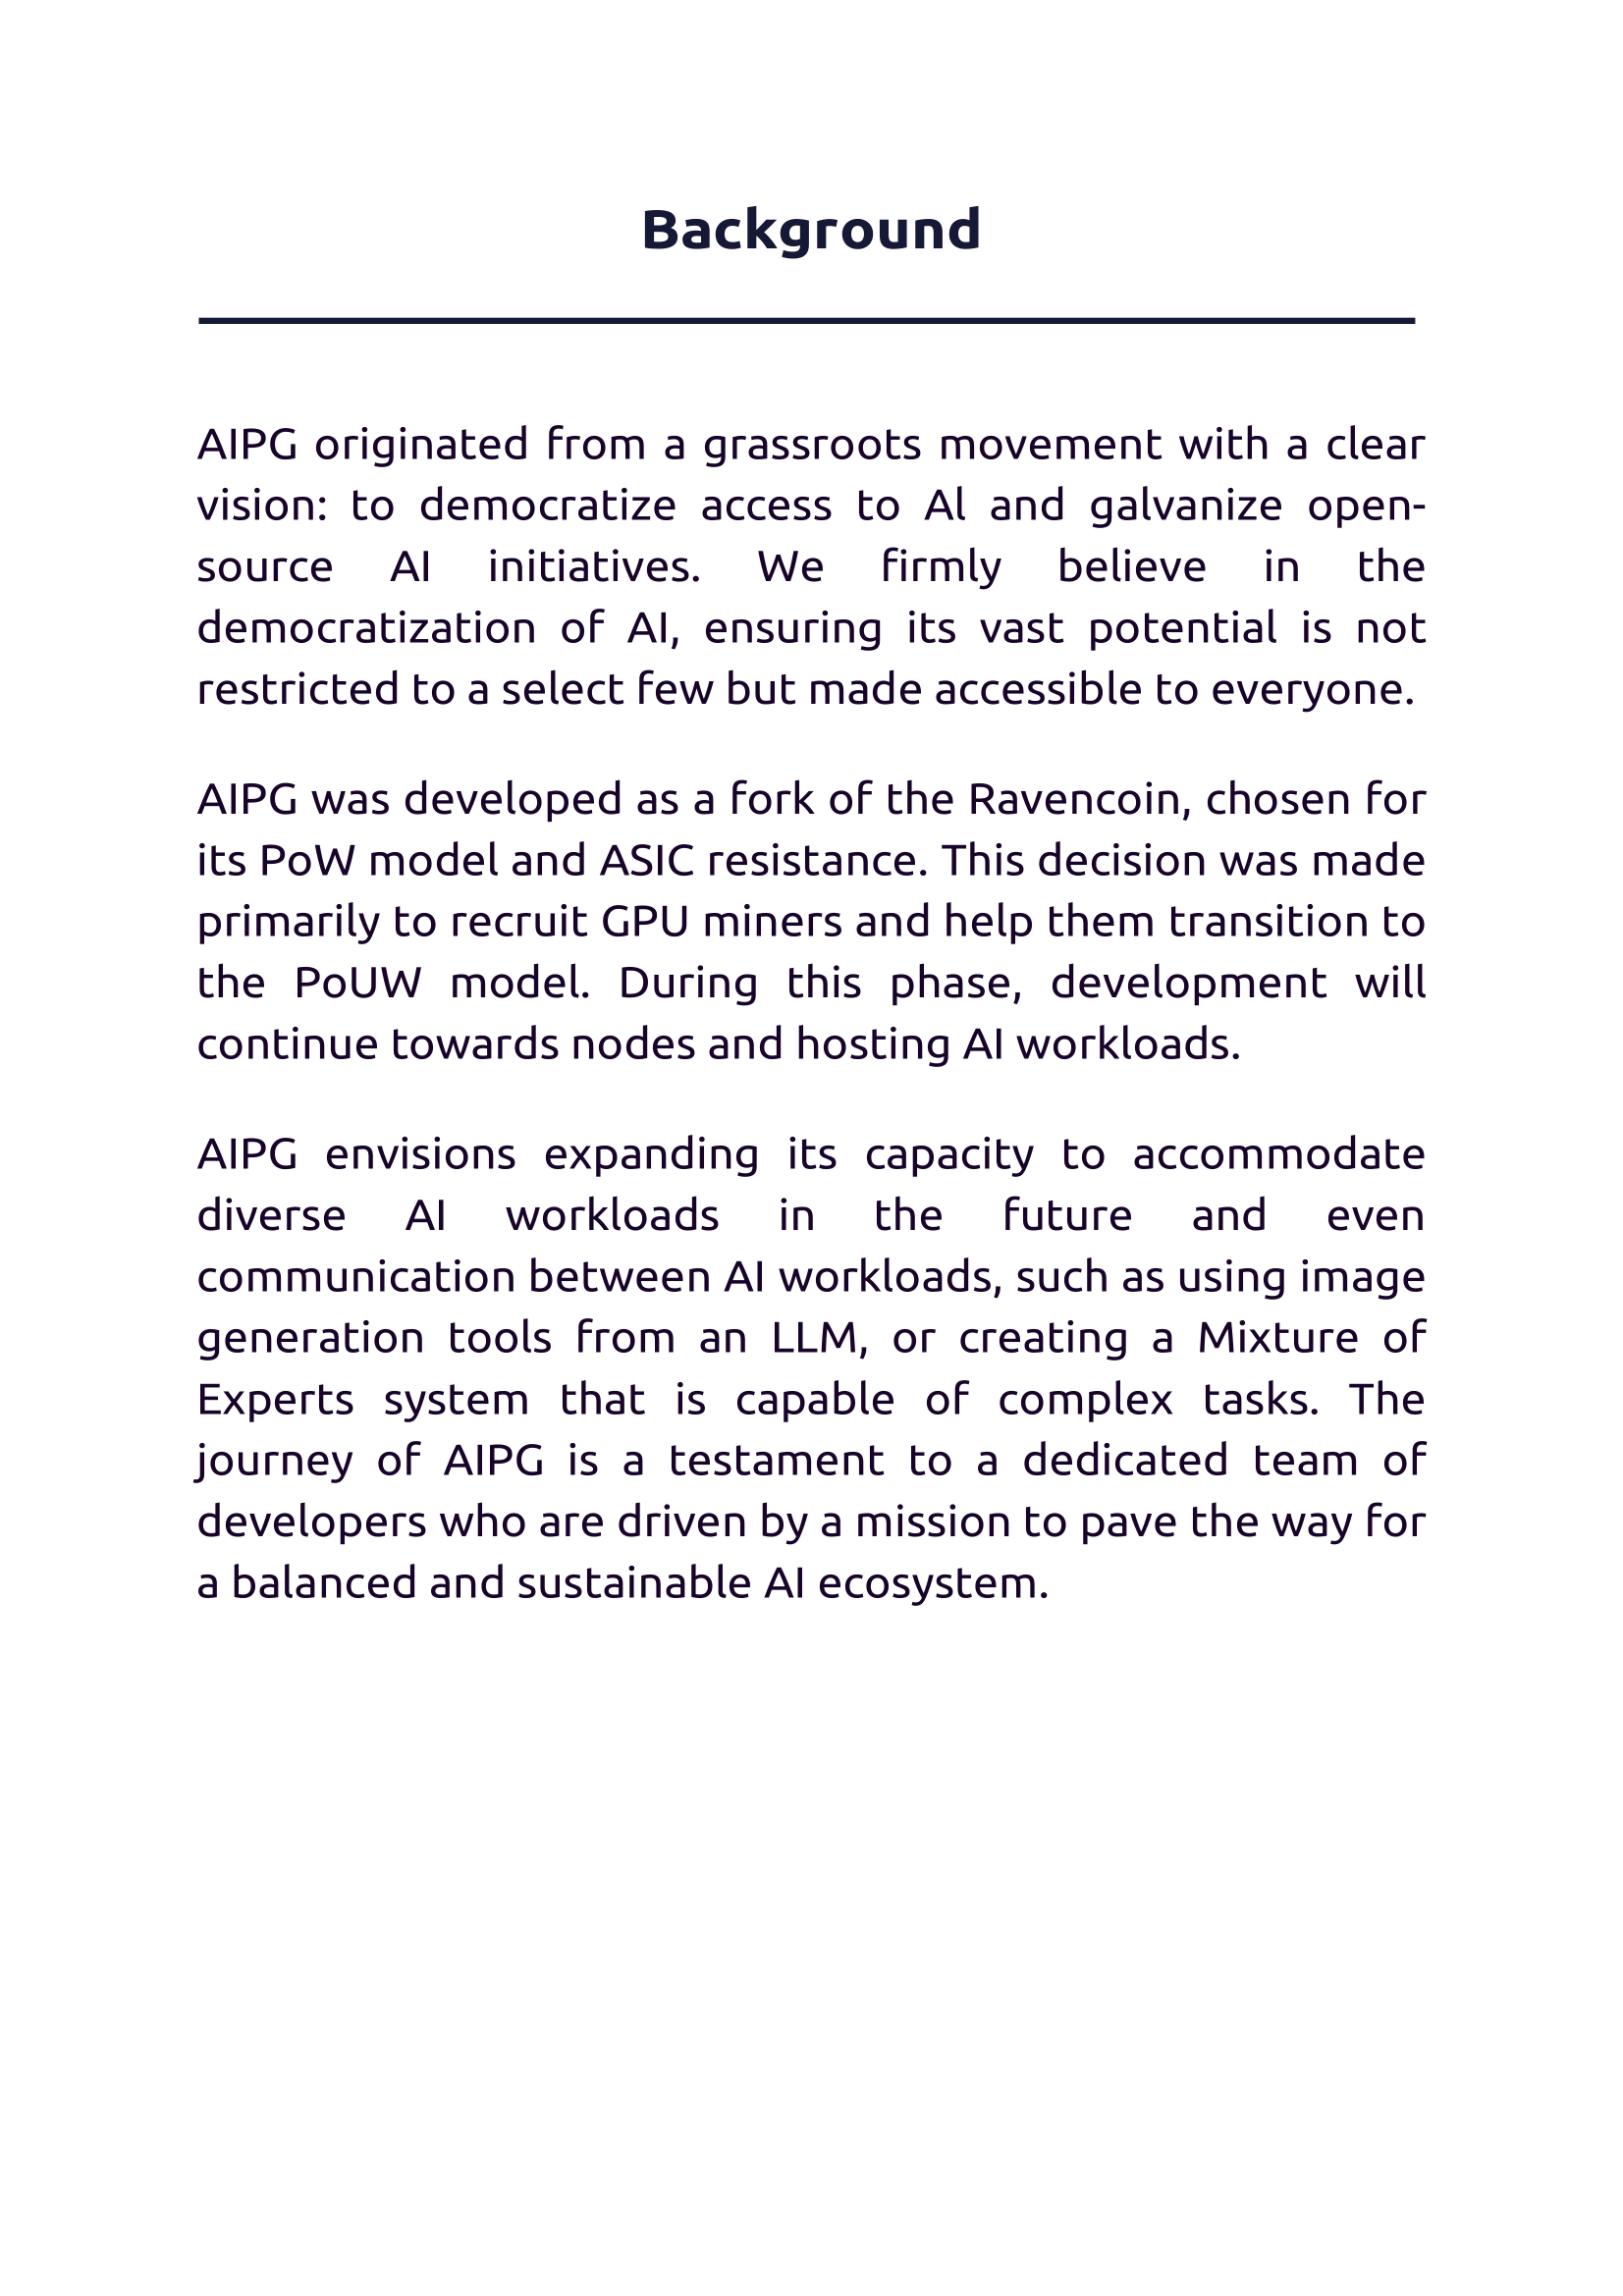 Background
AIPG originated from a grassroots movement with a clear
vision: to democratize access to Al and galvanize open-
source AI initiatives. We firmly believe in the
democratization of AI, ensuring its vast potential is not
restricted to a select few but made accessible to everyone.
AIPG was developed as a fork of the Ravencoin, chosen for
its PoW model and ASIC resistance. This decision was made
primarily to recruit GPU miners and help them transition to
the PoUW model. During this phase, development will
continue towards nodes and hosting AI workloads.
AIPG envisions expanding its capacity to accommodate
diverse AI workloads in the future and even
communication between AI workloads, such as using image
generation tools from an LLM, or creating a Mixture of
Experts system that is capable of complex tasks. The
journey of AIPG is a testament to a dedicated team of
developers who are driven by a mission to pave the way for
a balanced and sustainable AI ecosystem.